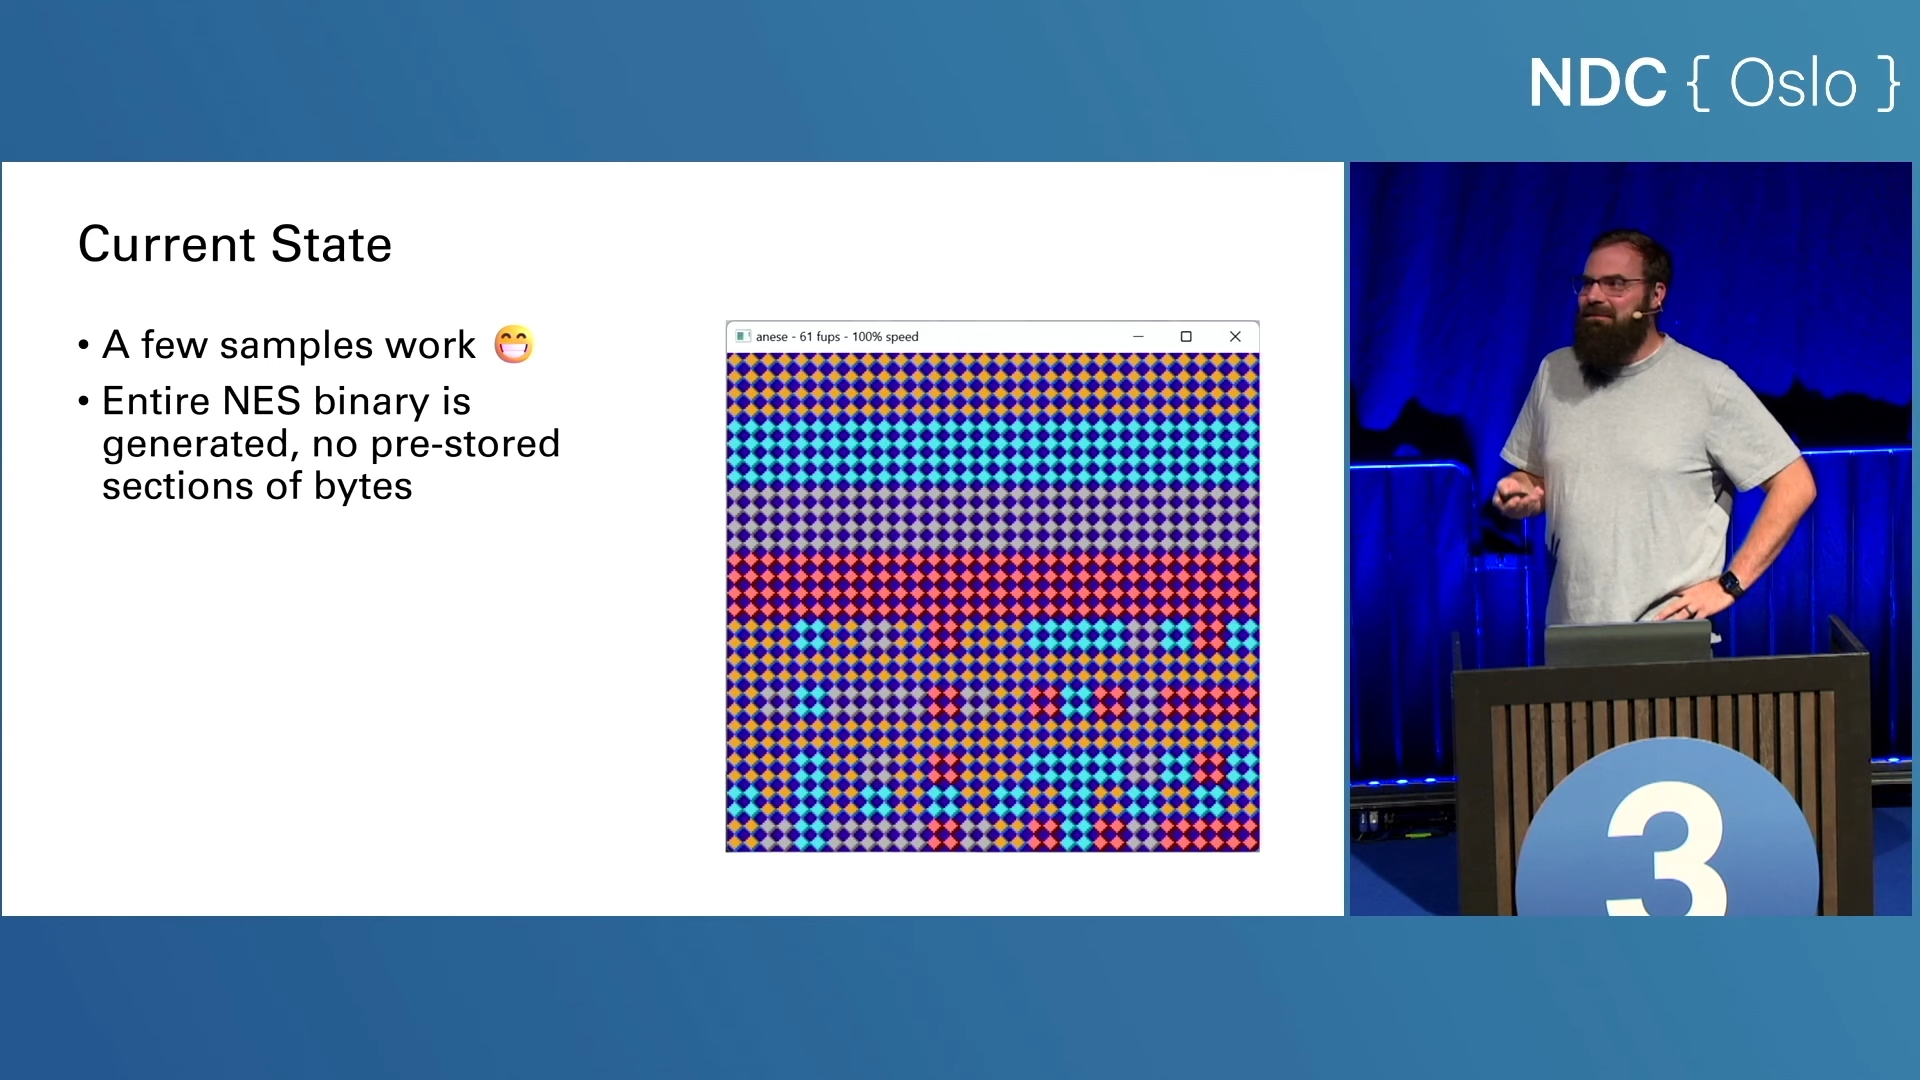 NDC { Oslo }
Current State
• A few samples work 😁
• Entire NES binary is
generated, no pre-stored
sections of bytes
anese - 61 fups - 100% speed
3